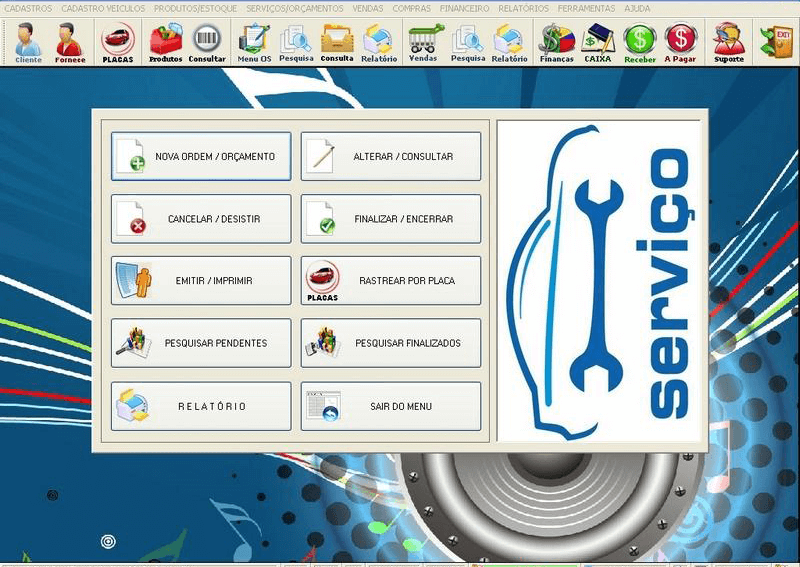 CADASTROS CADASTRO VEICULOS PRODUTOS/ESTOQUE SERVIÇOS/ORÇAMENTOS VENDAS COMPRAS FINANCEIRO RELATÓRIOS FERRAMENTAS AJUDA
EXIT
Cliente Fornece PLACAS Produtos Consultar Menu OS Pesquisa Consulta Relatório Vendas Pesquisa Relatório Finanças CAIXA Receber A Pagar Suporte
NOVA ORDEM / ORÇAMENTO
ALTERAR / CONSULTAR
CANCELAR / DESISTIR
FINALIZAR / ENCERRAR
EMITIR / IMPRIMIR
PLACAS
RASTREAR POR PLACA
PESQUISAR PENDENTES
PESQUISAR FINALIZADOS
RELATÓRIO
SAIR DO MENU
serviço